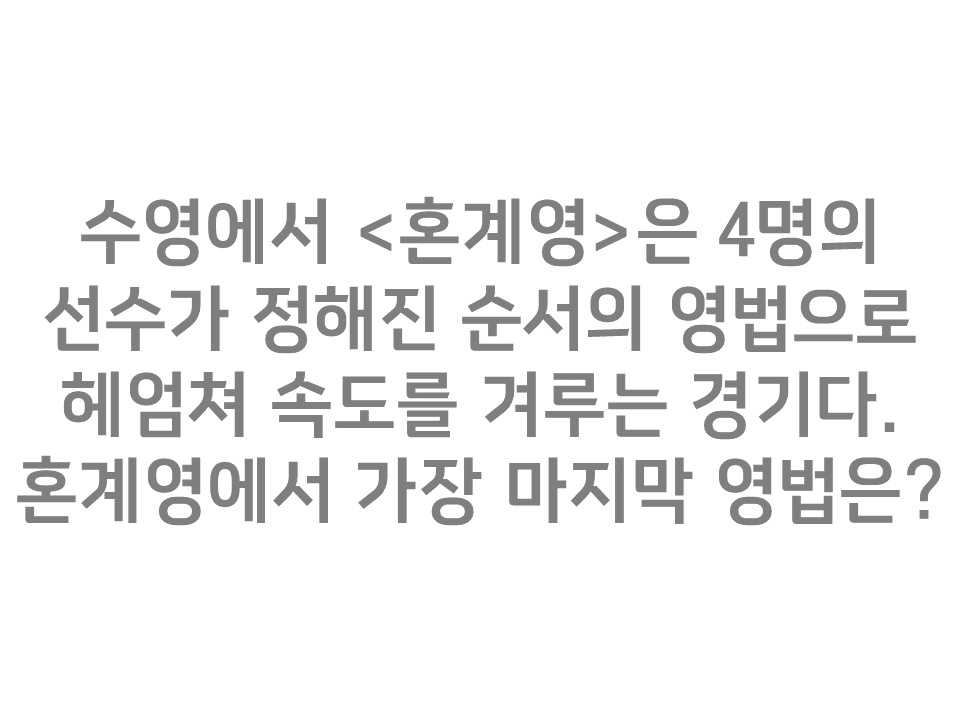 수영에서 <혼계영>은 4명의
선수가 정해진 순서의 영법으로
헤엄쳐 속도를 겨루는 경기다.
혼계영에서 가장 마지막 영법은?